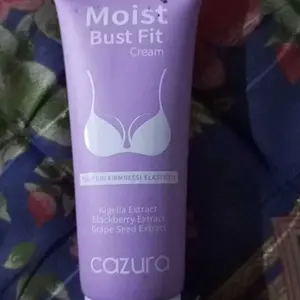 Moist
Bust Fit
Cream
FIRMNESS| ELASTICITY
Nigella Extract
Blackberry Extract
Grape Seed Extract
cazura